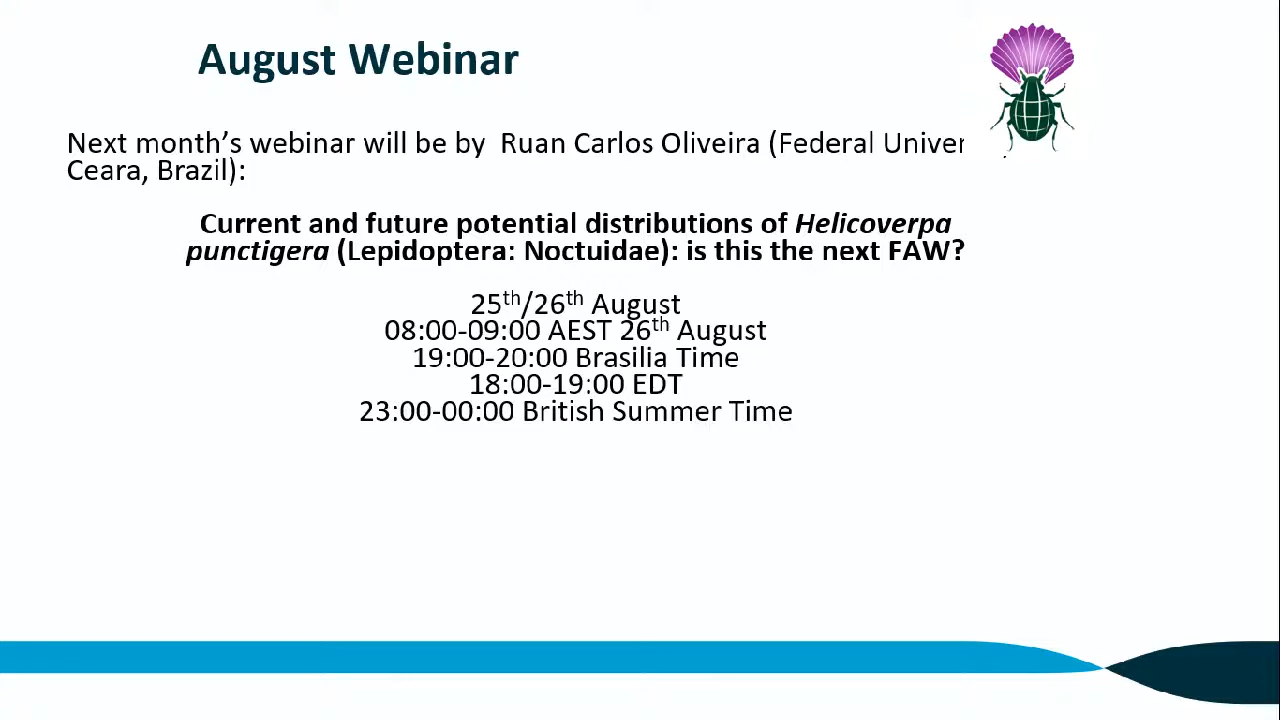 August Webinar
Next month’s webinar will be by  Ruan Carlos Oliveira (Federal
Ceara, Brazil):
Current and future potential distributions of Helicoverpa
punctigera (Lepidoptera: Noctuidae): is this the next FAW?
25th/26th August
08:00-09:00 AEST 26th August
19:00-20:00 Brasilia Time
18:00-19:00 EDT
23:00-00:00 British Summer Time